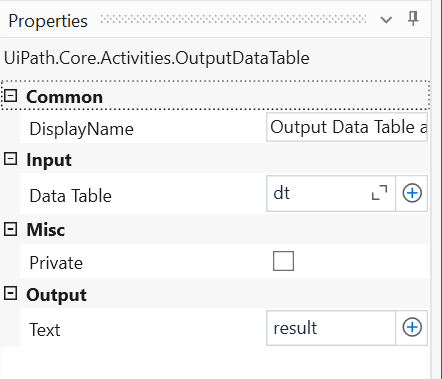 Properties
UiPath.Core.Activities.OutputDataTable
Common
DisplayName Output Data Table a
Input
Data Table dt
Misc
Private
Output
Text result